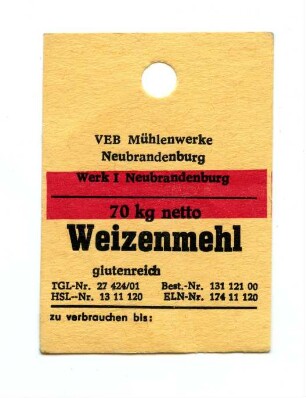 VEB Mühlenwerke
Neubrandenburg
Werk I Neubrandenburg
70 kg netto
Weizenmehl
glutenreich
TGL-Nr. 27 424/01 Best.-Nr. 131 121 00
HSL--Nr. 13 11 120 ELN-Nr. 174 11 120
zu verbrauchen bis: